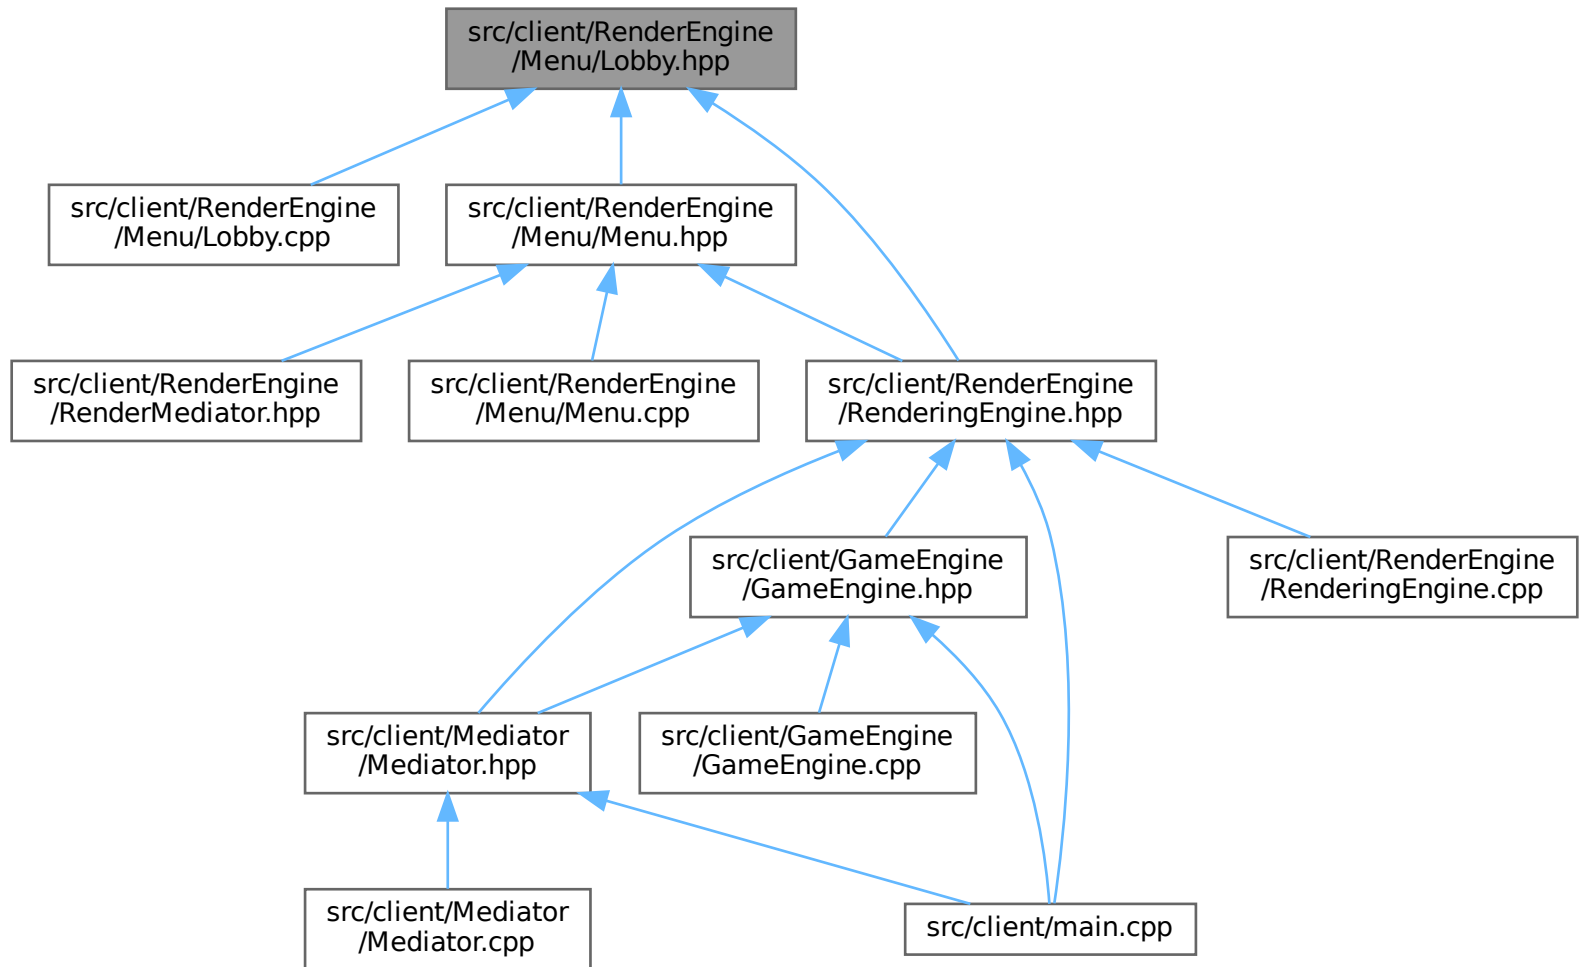 src/client/RenderEngine
/Menu/Lobby.hpp
src/client/RenderEngine
/Menu/Lobby.cpp
src/client/RenderEngine
/Menu/Menu.hpp
src/client/RenderEngine
/RenderMediator.hpp
src/client/RenderEngine
/Menu/Menu.cpp
src/client/RenderEngine
/RenderingEngine.hpp
src/client/GameEngine
/GameEngine.hpp
src/client/RenderEngine
/RenderingEngine.cpp
src/client/Mediator
/Mediator.hpp
src/client/GameEngine
/GameEngine.cpp
src/client/Mediator
/Mediator.cpp
src/client/main.cpp